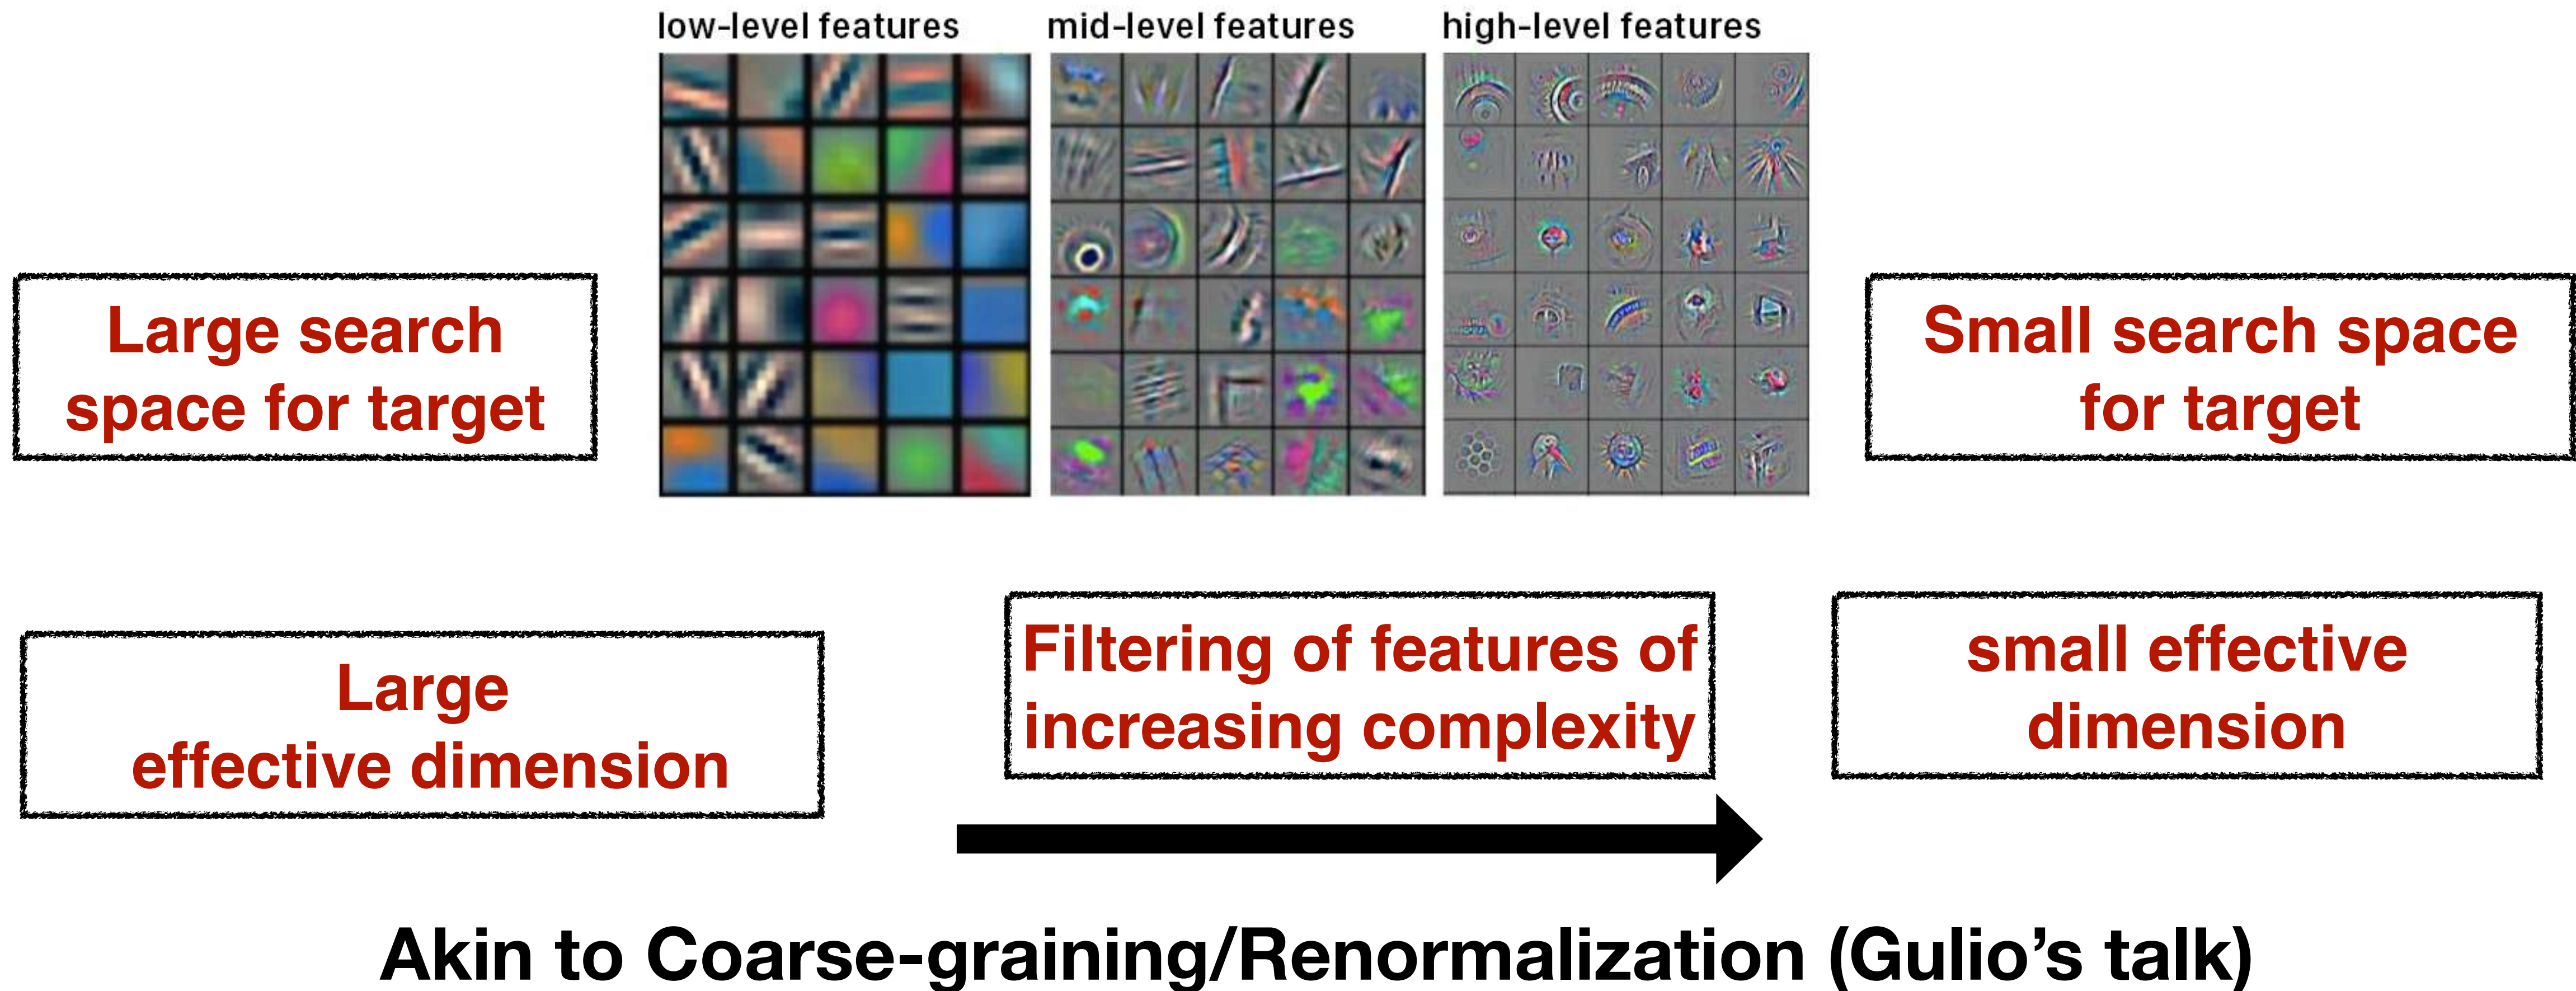 low-level features
mid-level features
high-level features
Large search
space for target
Small search space
for target
Large
effective dimension
Filtering of features of
increasing complexity
small effective
dimension
Akin to Coarse-graining/Renormalization (Gulio’s talk)